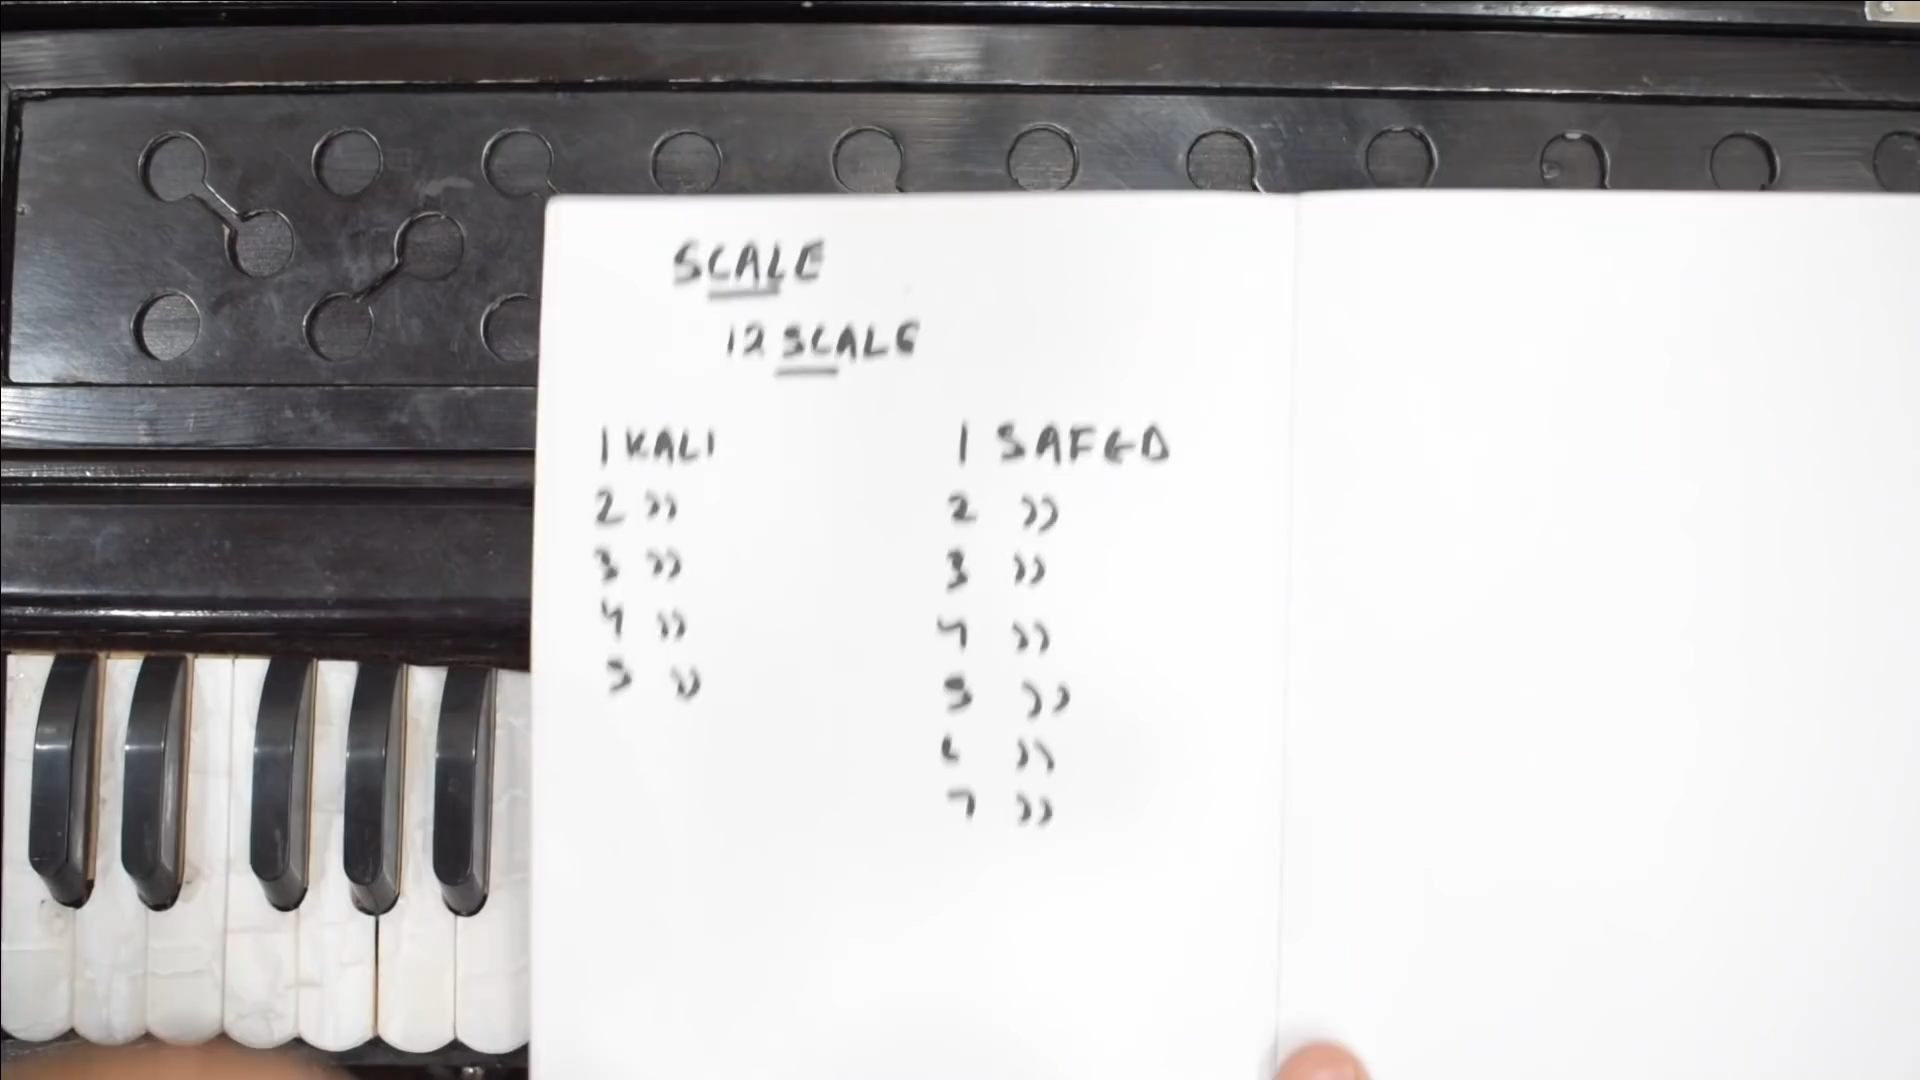 SCALE
12 SCALE
1 KALI
2 ))
3 ))
4 ))
5 ))
1 SAFED
2 ))
3 ))
4 ))
5 ))
6 ))
7 ))